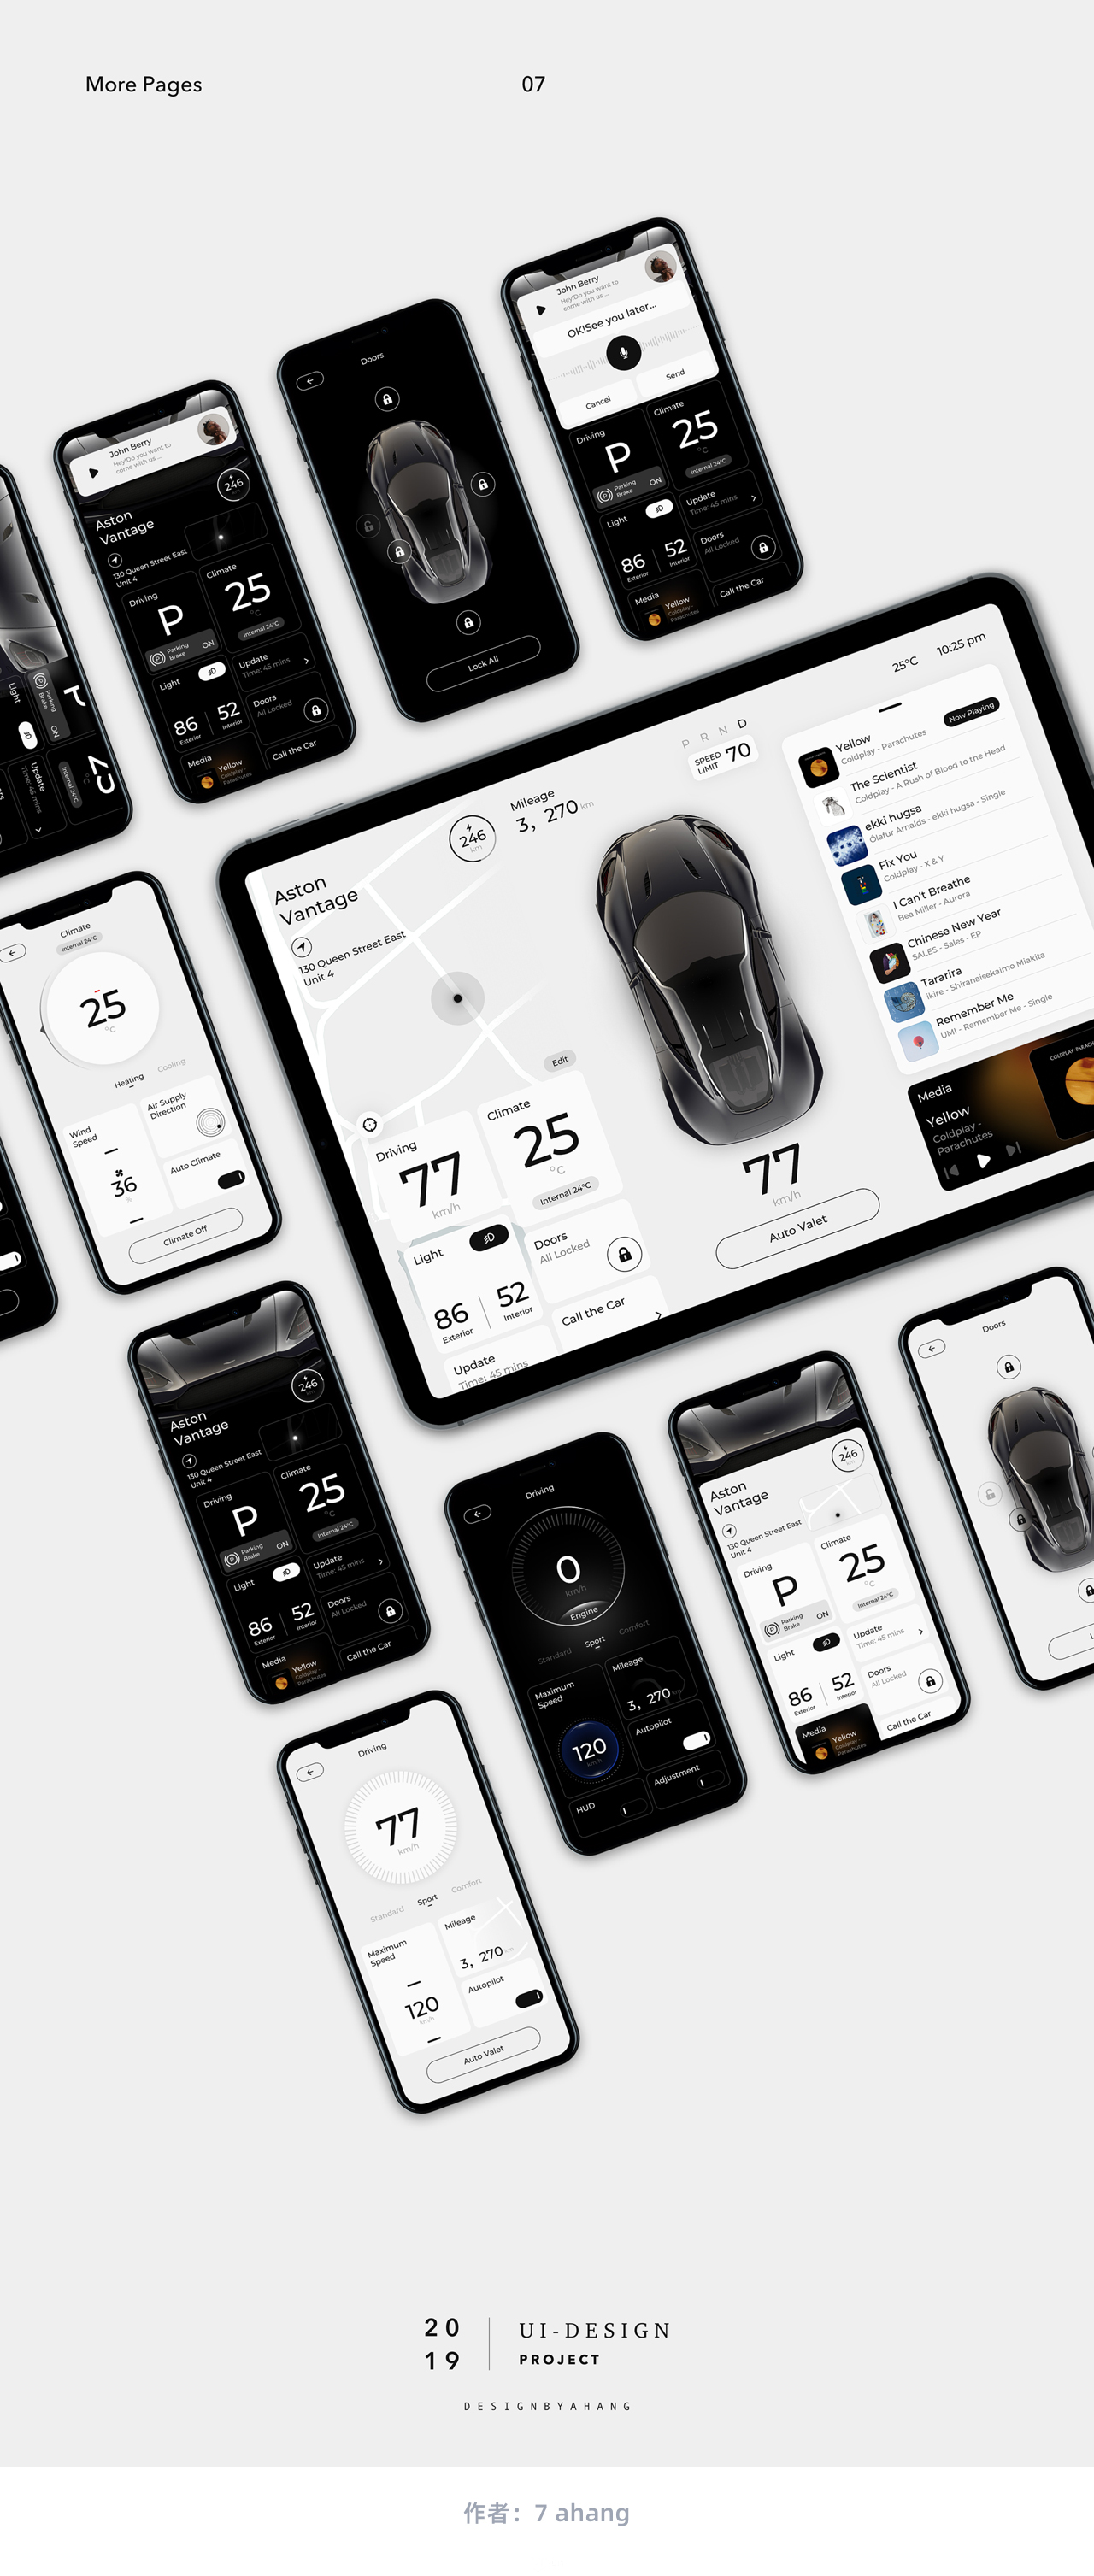 More Pages
07
John Berry
Hey!Do you want to
come with us ...
OK!See you later...
Cancel
Send
Driving
P
Parking
Brake
ON
Climate
25
°C
Internal 24°C
Light
86
Exterior
52
Interior
Update
Time: 45 mins
Doors
All Locked
Media
Yellow
Coldplay -
Parachutes
Call the Car
Doors
Lock All
John Berry
Hey!Do you want to
come with us ...
246
Aston
Vantage
130 Queen Street East
Unit 4
Driving
P
Parking
Brake
ON
Climate
25
°C
Internal 24°C
Light
86
Exterior
52
Interior
Update
Time: 45 mins
Doors
All Locked
Media
Yellow
Coldplay -
Parachutes
Call the Car
Light
Parking
Brake
ON
P
Update
Time: 45 mins
Internal 24°C
°C
25
25°C
10:25 pm
P R N D
SPEED
LIMIT
70
Mileage
3, 270 km
246
km
Aston
Vantage
130 Queen Street East
Unit 4
Edit
Driving
77
km/h
Climate
25
°C
Internal 24°C
Light
86
Exterior
52
Interior
Doors
All Locked
Call the Car
Update
Time: 45 mins
77
km/h
Auto Valet
Now Playing
Yellow
Coldplay - Parachutes
The Scientist
Coldplay - A Rush of Blood to the Head
ekki hugsa
Ólafur Arnalds - ekki hugsa - Single
Fix You
Coldplay - X & Y
I Can't Breathe
Bea Miller - Aurora
Chinese New Year
SALES - Sales - EP
Tararira
ikire - Shiranaisekaimo Miakita
Remember Me
UMI - Remember Me - Single
Media
Yellow
Coldplay -
Parachutes
Climate
Internal 24°C
25
°C
Heating
Cooling
Wind
Speed
36
%
Air Supply
Direction
Auto Climate
Climate Off
246
Aston
Vantage
130 Queen Street East
Unit 4
Driving
P
Parking
Brake
ON
Climate
25
°C
Internal 24°C
Light
86
Exterior
52
Interior
Update
Time: 45 mins
Doors
All Locked
Media
Yellow
Coldplay -
Parachutes
Call the Car
Driving
0
km/h
Engine
Standard
Sport
Comfort
Maximum
Speed
120
km/h
Mileage
3, 270
Autopilot
HUD
Adjustment
246
Aston
Vantage
130 Queen Street East
Unit 4
Driving
P
Parking
Brake
ON
Climate
25
°C
Internal 24°C
Light
86
Exterior
52
Interior
Update
Time: 45 mins
Doors
All Locked
Media
Yellow
Coldplay -
Parachutes
Call the Car
Doors
Driving
77
km/h
Standard
Sport
Comfort
Maximum
Speed
120
km/h
Mileage
3, 270 km
Autopilot
Auto Valet
20
19
UI-DESIGN
PROJECT
DESIGNBYAHANG
作者：7 ahang